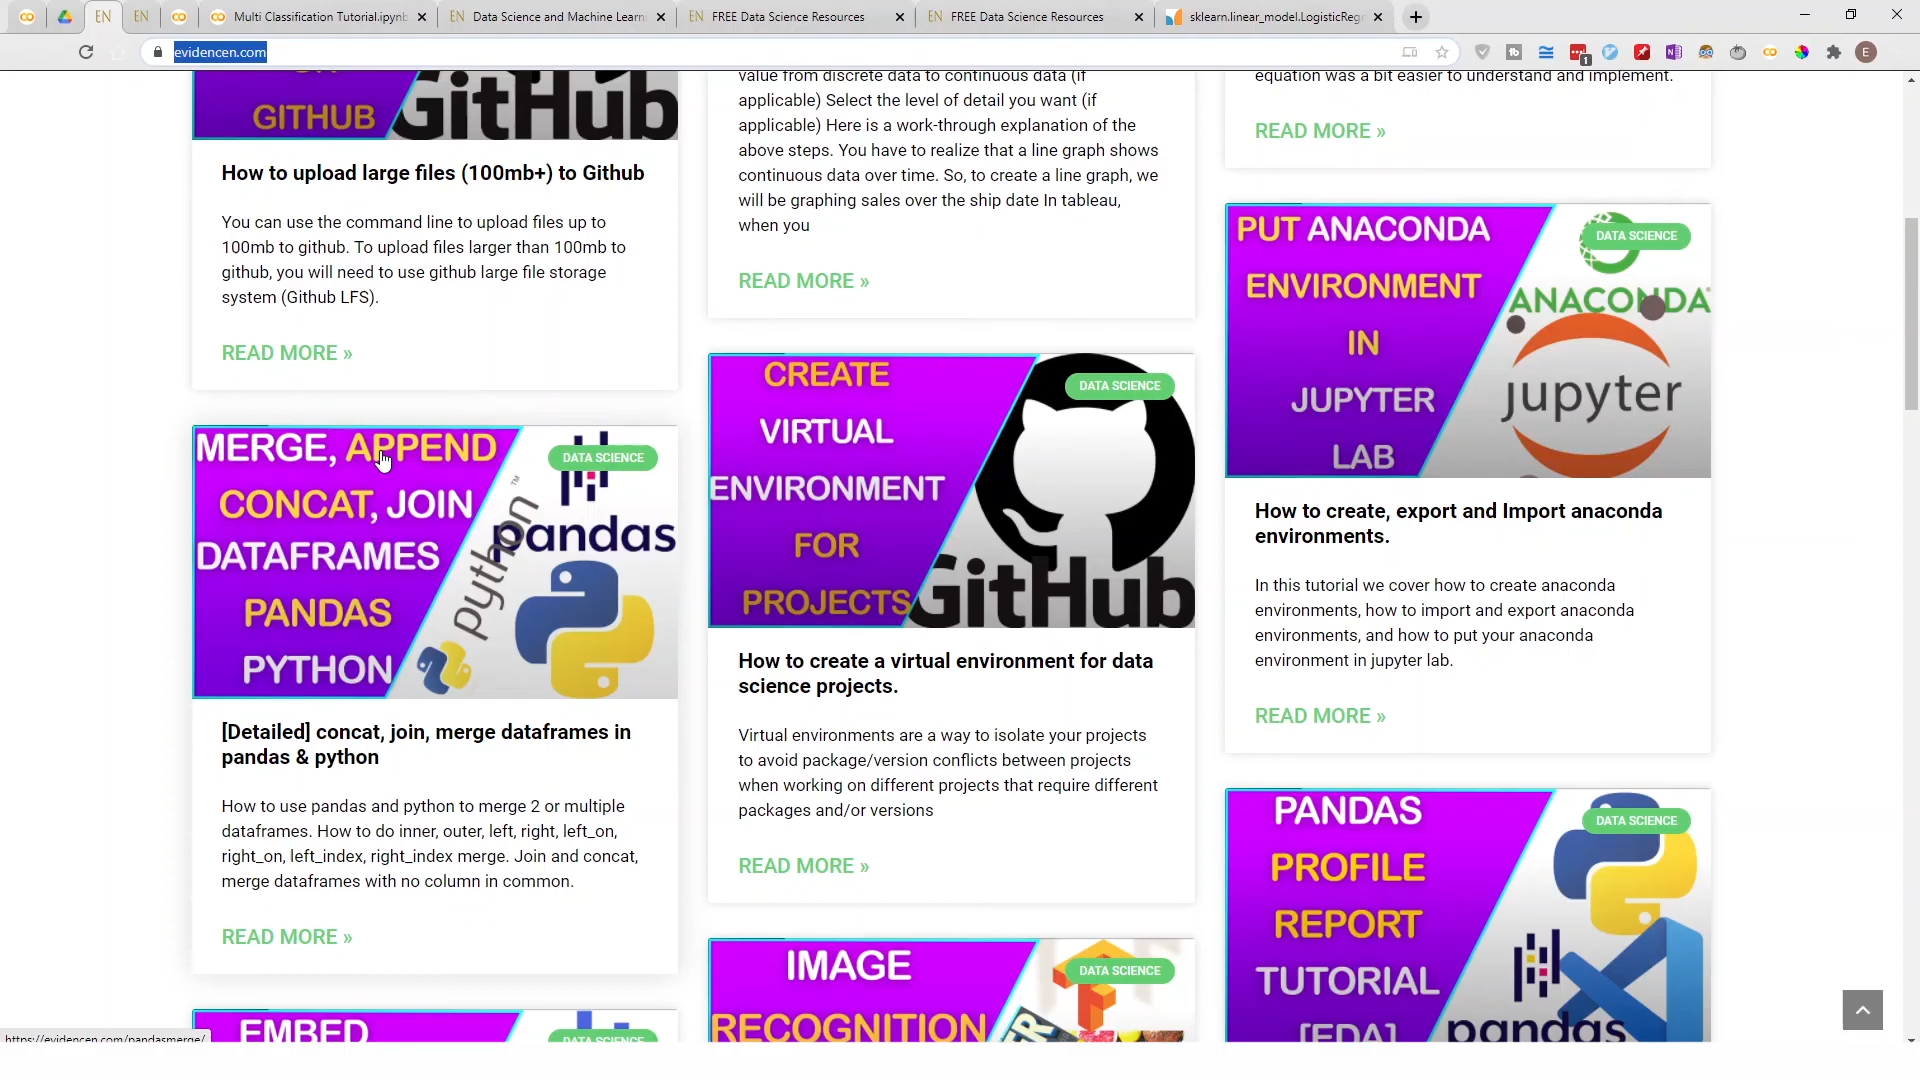 EN
EN
Multi Classification Tutorial.ipynb
EN Data Science and Machine Learni
EN FREE Data Science Resources
EN FREE Data Science Resources
sklearn.linear_model.LogisticRegr
evidencen.com
1
E
GITHUB
GitHub
How to upload large files (100mb+) to Github
You can use the command line to upload files up to
100mb to github. To upload files larger than 100mb to
github, you will need to use github large file storage
system (Github LFS).
READ MORE »
MERGE, APPEND
CONCAT, JOIN
DATAFRAMES
PANDAS
PYTHON
python™
pandas
DATA SCIENCE
[Detailed] concat, join, merge dataframes in
pandas & python
How to use pandas and python to merge 2 or multiple
dataframes. How to do inner, outer, left, right, left_on,
right_on, left_index, right_index merge. Join and concat,
merge dataframes with no column in common.
READ MORE »
EMBED
DATA SCIENCE
value from discrete data to continuous data (if
applicable) Select the level of detail you want (if
applicable) Here is a work-through explanation of the
above steps. You have to realize that a line graph shows
continuous data over time. So, to create a line graph, we
will be graphing sales over the ship date In tableau,
when you
READ MORE »
CREATE
VIRTUAL
ENVIRONMENT
FOR
PROJECTS
GitHub
DATA SCIENCE
How to create a virtual environment for data
science projects.
Virtual environments are a way to isolate your projects
to avoid package/version conflicts between projects
when working on different projects that require different
packages and/or versions
READ MORE »
IMAGE
RECOGNITION
DATA SCIENCE
equation was a bit easier to understand and implement.
READ MORE »
PUT ANACONDA
ENVIRONMENT
IN
JUPYTER
LAB
DATA SCIENCE
ANACONDA
jupyter
How to create, export and Import anaconda
environments.
In this tutorial we cover how to create anaconda
environments, how to import and export anaconda
environments, and how to put your anaconda
environment in jupyter lab.
READ MORE »
PANDAS
PROFILE
REPORT
TUTORIAL
[EDA]
DATA SCIENCE
pandas
https://evidencen.com/pandasmerge/